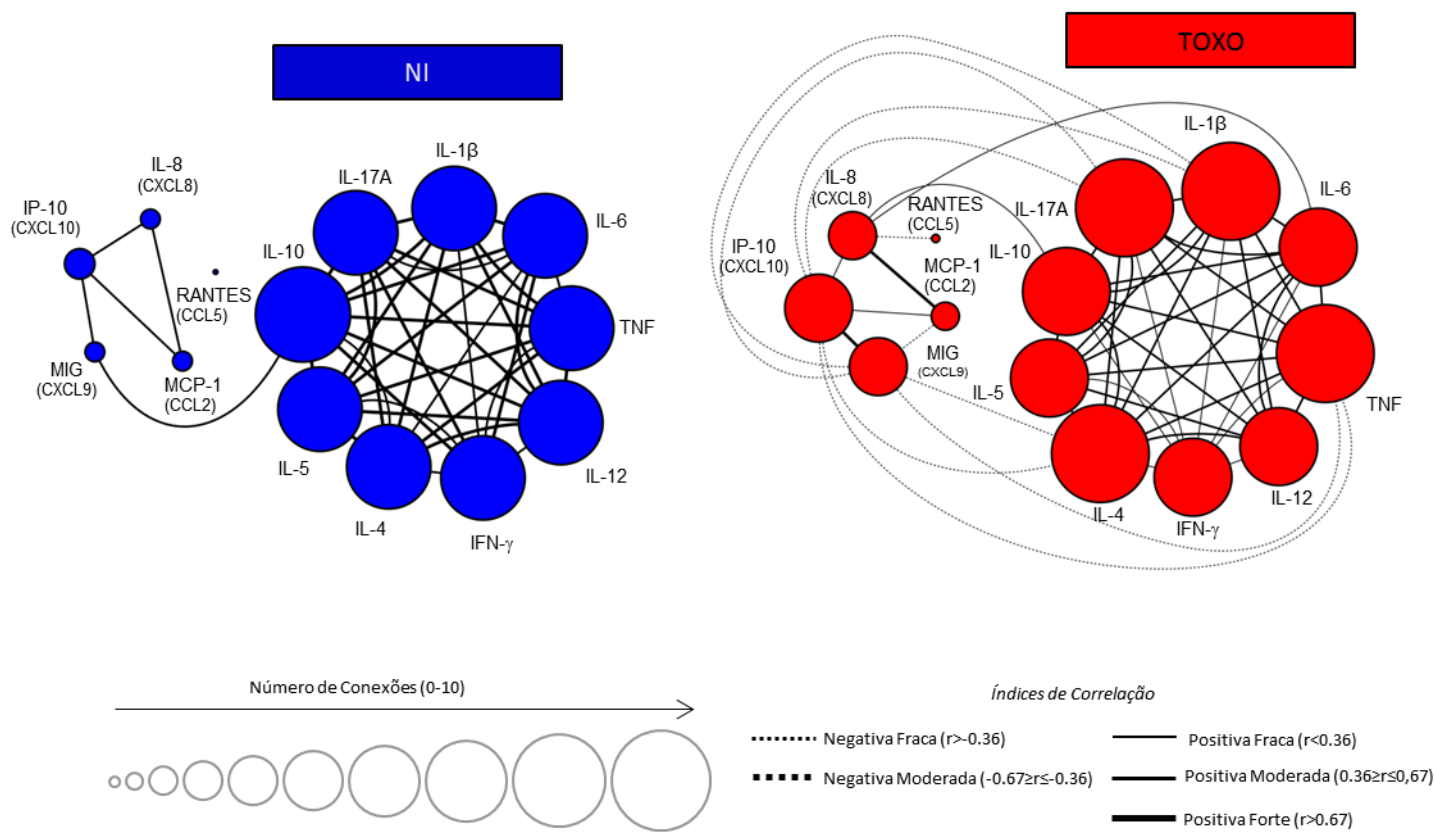 NI
IL-8
(CXCL8)
IP-10
(CXCL10)
RANTES
(CCL5)
MIG
(CXCL9)
MCP-1
(CCL2)
IL-1β
IL-17A
IL-6
IL-10
TNF
IL-5
IL-12
IL-4
IFN-γ
TOXO
IL-1β
IL-6
IL-8
(CXCL8)
RANTES
(CCL5)
IL-17A
IP-10
(CXCL10)
IL-10
MCP-1
(CCL2)
MIG
(CXCL9)
IL-5
TNF
IL-12
IL-4
IFN-γ
Número de Conexões (0-10)
Índices de Correlação
Negativa Fraca (r>-0.36)
Positiva Fraca (r<0.36)
Negativa Moderada (-0.67≥r≤-0.36)
Positiva Moderada (0.36≥r≤0,67)
Positiva Forte (r>0.67)